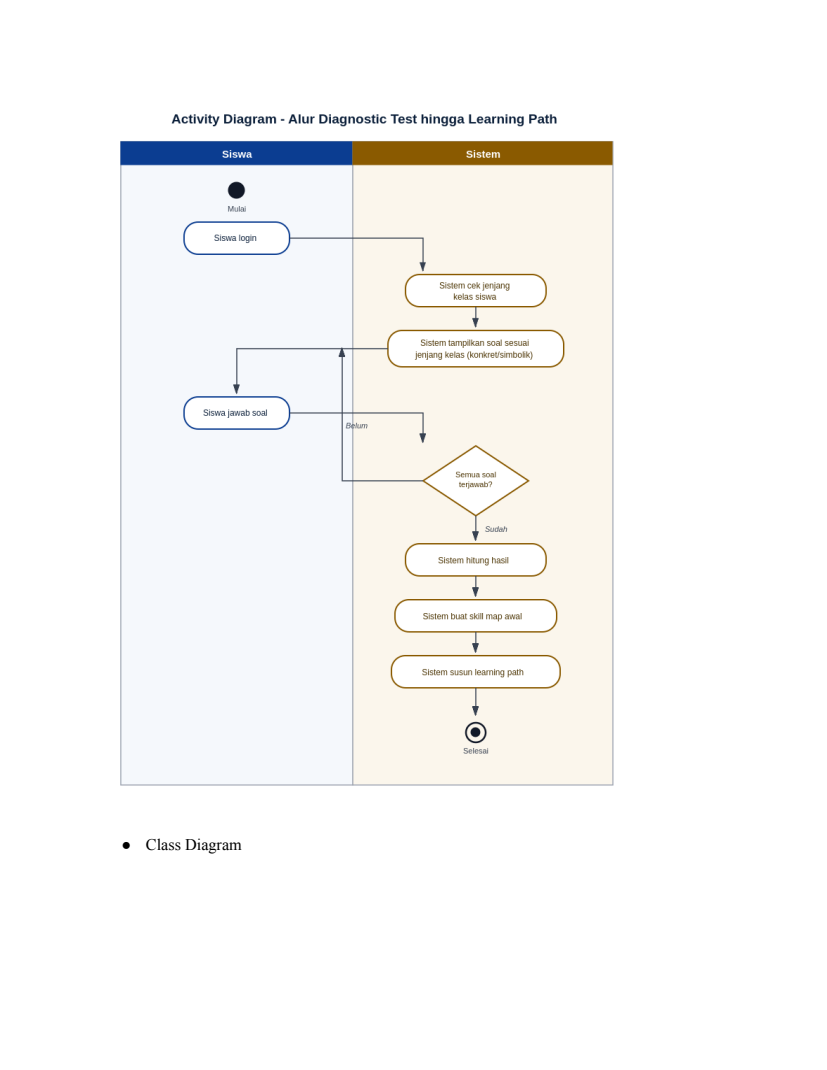 Activity Diagram - Alur Diagnostic Test hingga Learning Path
Siswa
Sistem
Mulai
Siswa login
Sistem cek jenjang
kelas siswa
Sistem tampilkan soal sesuai
jenjang kelas (konkret/simbolik)
Siswa jawab soal
Belum
Semua soal
terjawab?
Sudah
Sistem hitung hasil
Sistem buat skill map awal
Sistem susun learning path
Selesai
● Class Diagram